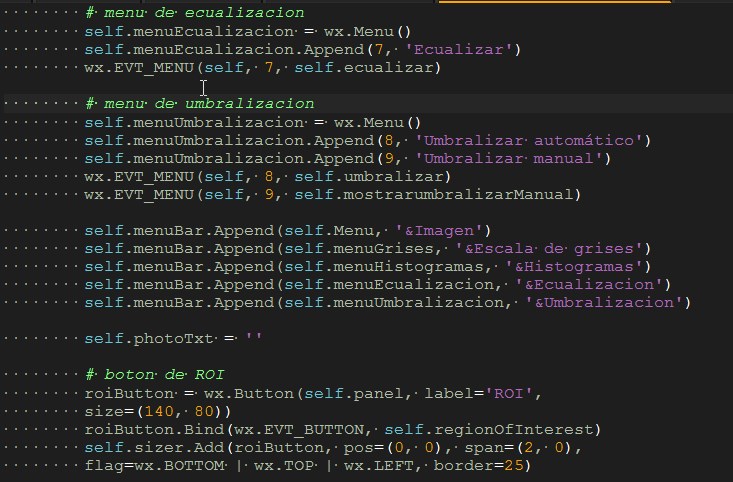 # menu de ecualizacion
self.menuEcualizacion = wx.Menu()
self.menuEcualizacion.Append(7, 'Ecualizar')
wx.EVT_MENU(self, 7, self.ecualizar)
# menu de umbralizacion
self.menuUmbralizacion = wx.Menu()
self.menuUmbralizacion.Append(8, 'Umbralizar automático')
self.menuUmbralizacion.Append(9, 'Umbralizar manual')
wx.EVT_MENU(self, 8, self.umbralizar)
wx.EVT_MENU(self, 9, self.mostrarumbralizarManual)
self.menuBar.Append(self.Menu, '&Imagen')
self.menuBar.Append(self.menuGrises, '&Escala de grises')
self.menuBar.Append(self.menuHistogramas, '&Histogramas')
self.menuBar.Append(self.menuEcualizacion, '&Ecualizacion')
self.menuBar.Append(self.menuUmbralizacion, '&Umbralizacion')
self.photoTxt = ''
# boton de ROI
roiButton = wx.Button(self.panel, label='ROI',
size=(140, 80))
roiButton.Bind(wx.EVT_BUTTON, self.regionOfInterest)
self.sizer.Add(roiButton, pos=(0, 0), span=(2, 0),
flag=wx.BOTTOM | wx.TOP | wx.LEFT, border=25)